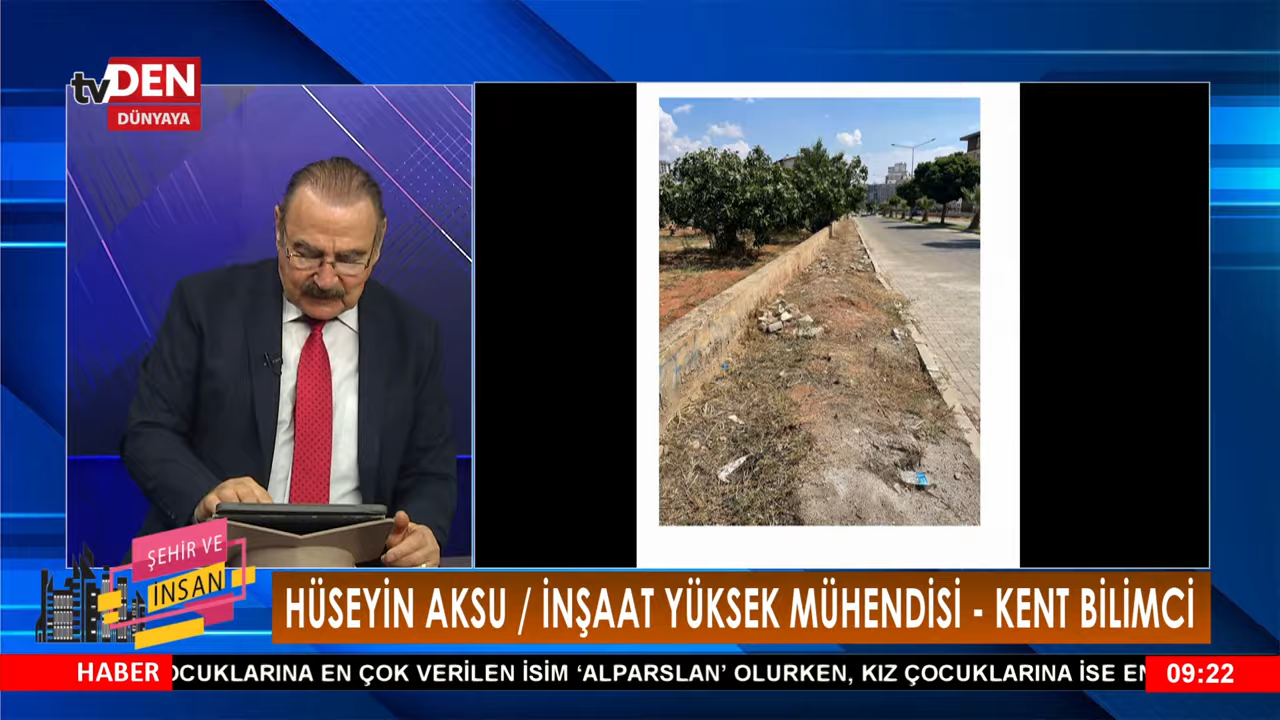 tvDEN
DÜNYAYA
ŞEHİR VE
İNSAN
HÜSEYİN AKSU / İNŞAAT YÜKSEK MÜHENDİSİ - KENT BİLİMCİ
HABER
OCUKLARINA EN ÇOK VERİLEN İSİM ‘ALPARSLAN’ OLURKEN, KIZ ÇOCUKLARINA İSE EN
09:22